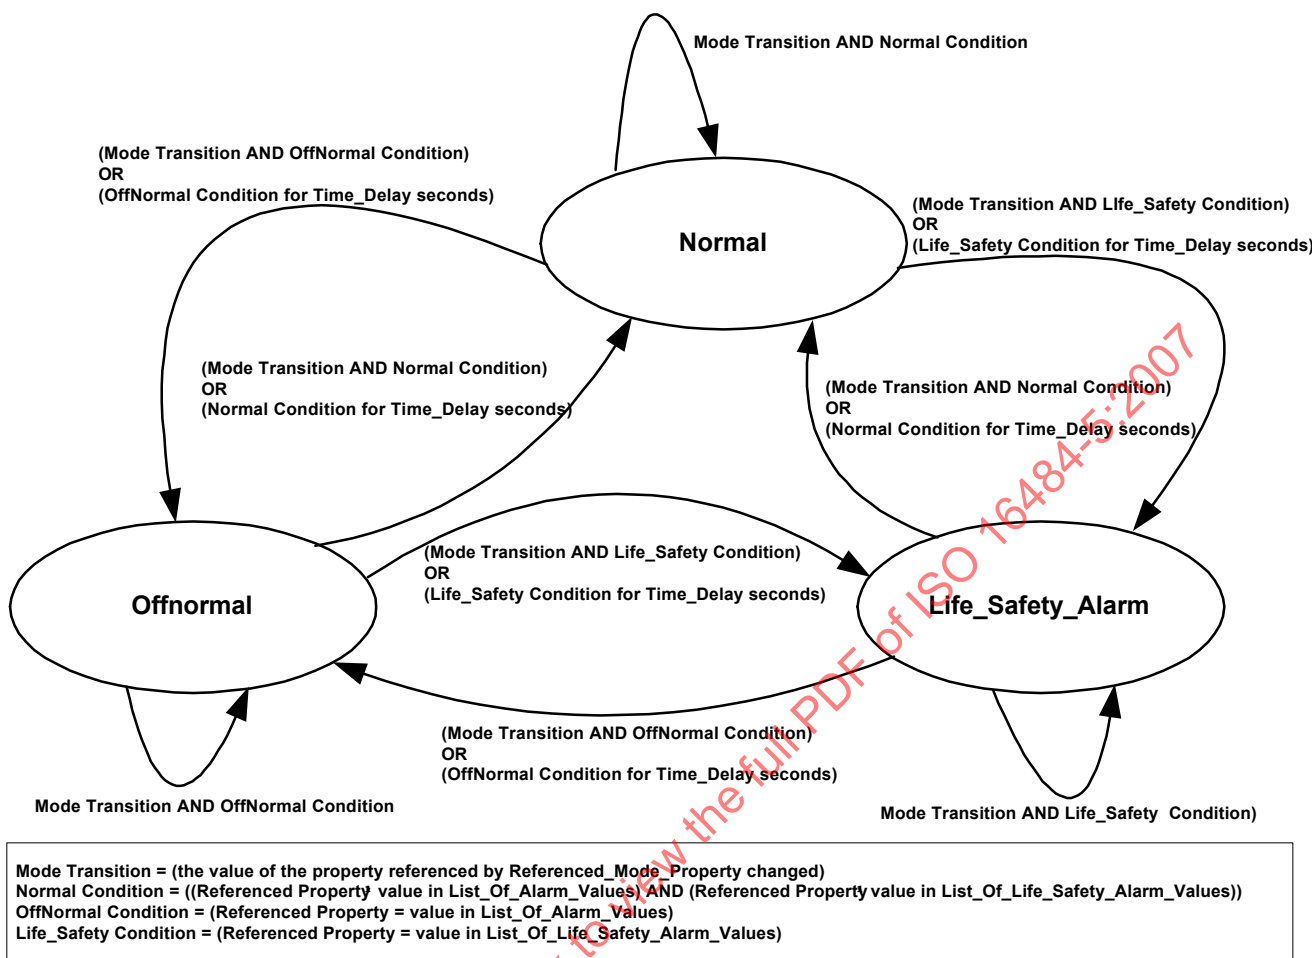 Mode Transition AND Normal Condition
(Mode Transition AND OffNormal Condition)
OR
(OffNormal Condition for Time_Delay seconds)
(Mode Transition AND LIfe_Safety Condition)
OR
(Life_Safety Condition for Time_Delay seconds)
Normal
(Mode Transition AND Normal Condition)
OR
(Normal Condition for Time_Delay seconds)
(Mode Transition AND Normal Condition)
OR
(Normal Condition for Time_Delay seconds)
(Mode Transition AND Life_Safety Condition)
OR
(Life_Safety Condition for Time_Delay seconds)
Offnormal
Life_Safety_Alarm
(Mode Transition AND OffNormal Condition)
OR
(OffNormal Condition for Time_Delay seconds)
Mode Transition AND OffNormal Condition
Mode Transition AND Life_Safety Condition)
Mode Transition = (the value of the property referenced by Referenced_Mode_Property changed)
Normal Condition = ((Referenced Property ≠ value in List_Of_Alarm_Values) AND (Referenced Property ≠ value in List_Of_Life_Safety_Alarm_Values))
OffNormal Condition = (Referenced Property = value in List_Of_Alarm_Values)
Life_Safety Condition = (Referenced Property = value in List_Of_Life_Safety_Alarm_Values)
to view the full PDF of ISO 16484-5:2007